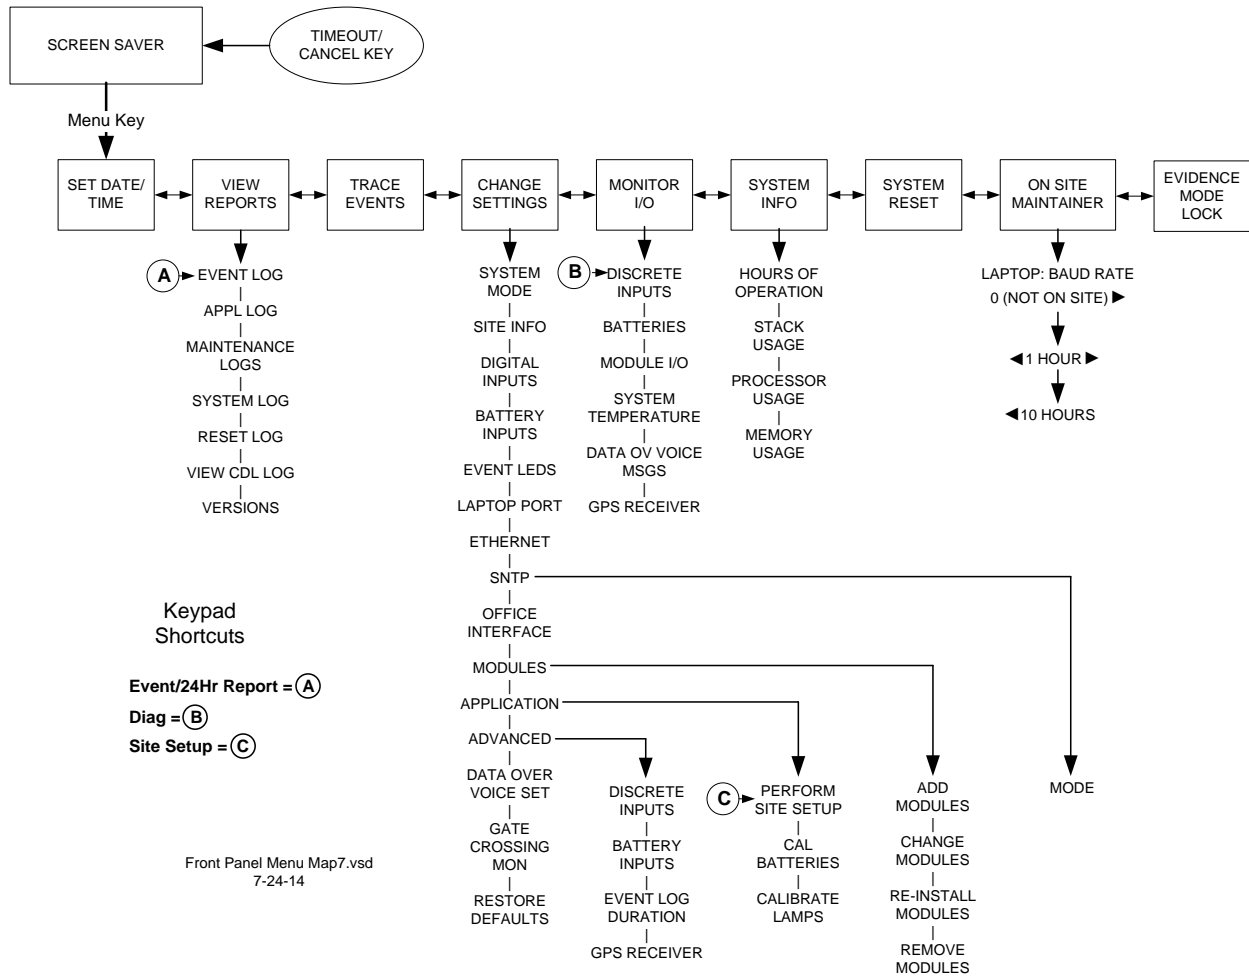 SCREEN SAVER
TIMEOUT/
CANCEL KEY
Menu Key
SET DATE/
TIME
VIEW
REPORTS
TRACE
EVENTS
CHANGE
SETTINGS
MONITOR
I/O
SYSTEM
INFO
SYSTEM
RESET
ON SITE
MAINTAINER
EVIDENCE
MODE
LOCK
A
EVENT LOG
APPL LOG
MAINTENANCE
LOGS
SYSTEM LOG
RESET LOG
VIEW CDL LOG
VERSIONS
SYSTEM
MODE
SITE INFO
DIGITAL
INPUTS
BATTERY
INPUTS
EVENT LEDS
LAPTOP PORT
ETHERNET
SNTP
OFFICE
INTERFACE
MODULES
APPLICATION
ADVANCED
DATA OVER
VOICE SET
GATE
CROSSING
MON
RESTORE
DEFAULTS
B
DISCRETE
INPUTS
BATTERIES
MODULE I/O
SYSTEM
TEMPERATURE
DATA OV VOICE
MSGS
GPS RECEIVER
HOURS OF
OPERATION
STACK
USAGE
PROCESSOR
USAGE
MEMORY
USAGE
LAPTOP: BAUD RATE
0 (NOT ON SITE) ►
◄1 HOUR ►
◄10 HOURS
DISCRETE
INPUTS
BATTERY
INPUTS
EVENT LOG
DURATION
GPS RECEIVER
C
PERFORM
SITE SETUP
CAL
BATTERIES
CALIBRATE
LAMPS
ADD
MODULES
CHANGE
MODULES
RE-INSTALL
MODULES
REMOVE
MODULES
MODE
Keypad
Shortcuts
Event/24Hr Report = A
Diag = B
Site Setup = C
Front Panel Menu Map7.vsd
7-24-14